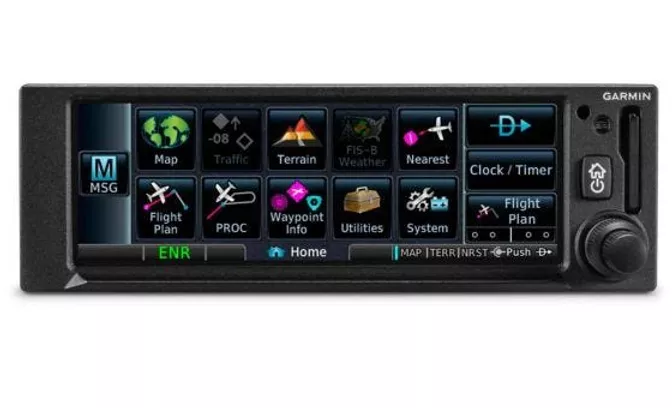 GARMIN
M
MSG
Map
-08
Traffic
Terrain
FIS-B
Weather
Nearest
D
Clock / Timer
Flight
Plan
PROC
Waypoint
Info
Utilities
System
Flight
Plan
ENR
Home
MAP |TERR|NRST
Push D